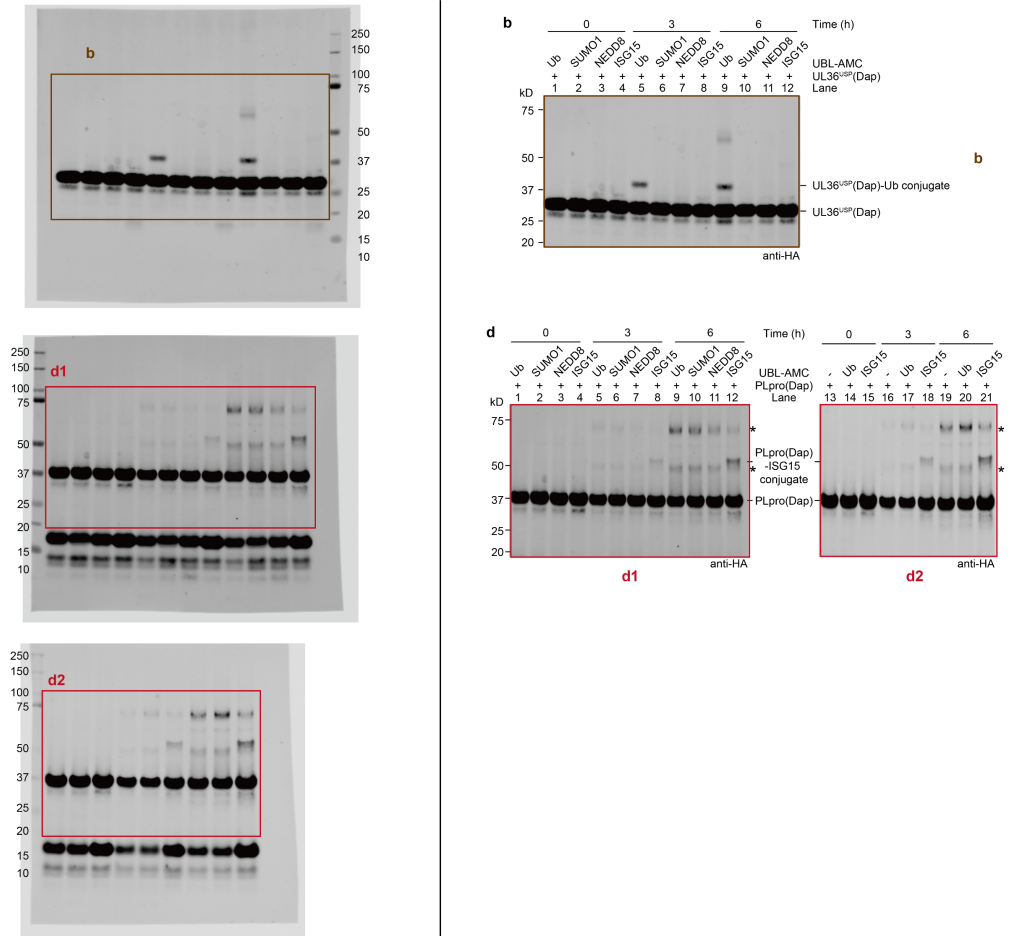 b
250
150
100
75
50
37
25
20
15
10
250
150
100
75
50
37
25
20
15
10
d1
250
150
100
75
50
37
25
20
15
10
d2
b
0 3 6 Time (h)
Ub SUMO1 NEDD8 ISG15 Ub SUMO1 NEDD8 ISG15 Ub SUMO1 NEDD8 ISG15 UBL-AMC
+ + + + + + + + + + + + UL36ᵁˢᴾ(Dap)
1 2 3 4 5 6 7 8 9 10 11 12 Lane
kD
75
50
37
25
20
UL36ᵁˢᴾ(Dap)-Ub conjugate
UL36ᵁˢᴾ(Dap)
anti-HA
b
d
0 3 6 Time (h) 0 3 6
Ub SUMO1 NEDD8 ISG15 Ub SUMO1 NEDD8 ISG15 Ub SUMO1 NEDD8 ISG15 UBL-AMC - Ub ISG15 - Ub ISG15 - Ub ISG15
+ + + + + + + + + + + + PLpro(Dap) + + + + + + + + +
1 2 3 4 5 6 7 8 9 10 11 12 Lane 13 14 15 16 17 18 19 20 21
kD
75
50
37
25
20
*
*
PLpro(Dap)
-ISG15
conjugate
PLpro(Dap)
*
*
anti-HA anti-HA
d1 d2